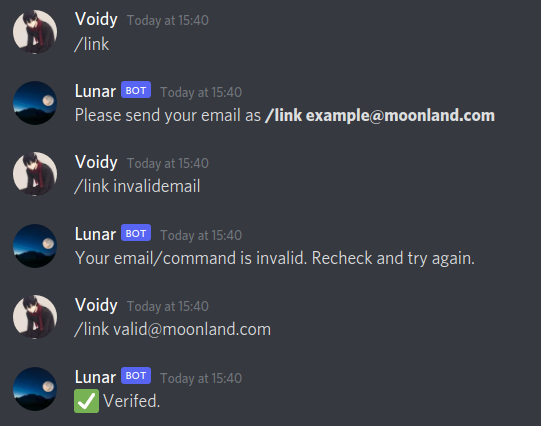 Voidy Today at 15:40
/link
Lunar BOT Today at 15:40
Please send your email as /link example@moonland.com
Voidy Today at 15:40
/link invalidemail
Lunar BOT Today at 15:40
Your email/command is invalid. Recheck and try again.
Voidy Today at 15:40
/link valid@moonland.com
Lunar BOT Today at 15:40
✅ Verifed.